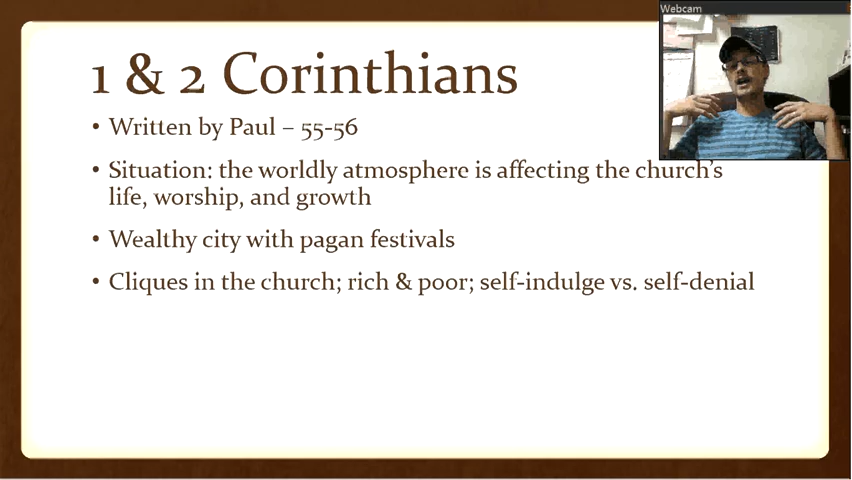 Webcam
1 & 2 Corinthians
• Written by Paul – 55-56
• Situation: the worldly atmosphere is affecting the church's
life, worship, and growth
• Wealthy city with pagan festivals
• Cliques in the church; rich & poor; self-indulge vs. self-denial